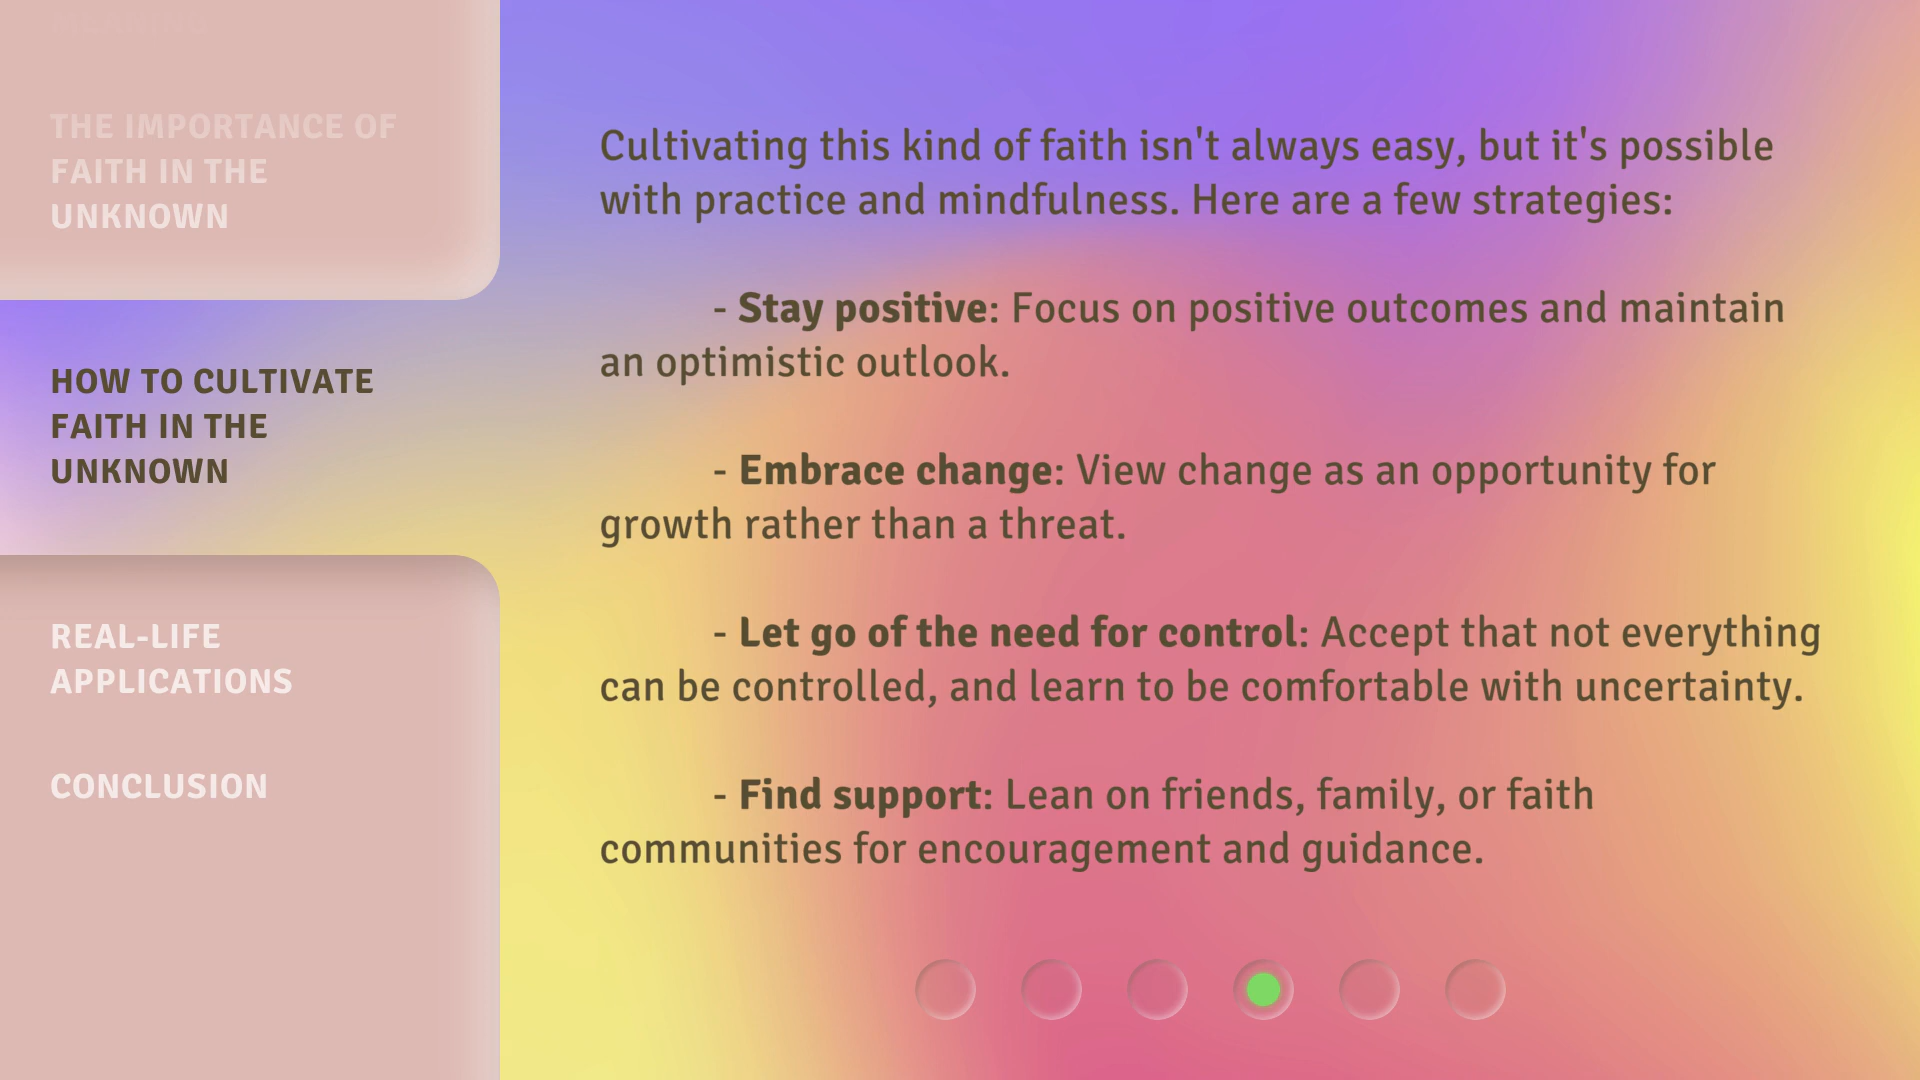 THE IMPORTANCE OF
FAITH IN THE
UNKNOWN
HOW TO CULTIVATE
FAITH IN THE
UNKNOWN
REAL-LIFE
APPLICATIONS
CONCLUSION
Cultivating this kind of faith isn't always easy, but it's possible
with practice and mindfulness. Here are a few strategies:
- Stay positive: Focus on positive outcomes and maintain
an optimistic outlook.
- Embrace change: View change as an opportunity for
growth rather than a threat.
- Let go of the need for control: Accept that not everything
can be controlled, and learn to be comfortable with uncertainty.
- Find support: Lean on friends, family, or faith
communities for encouragement and guidance.